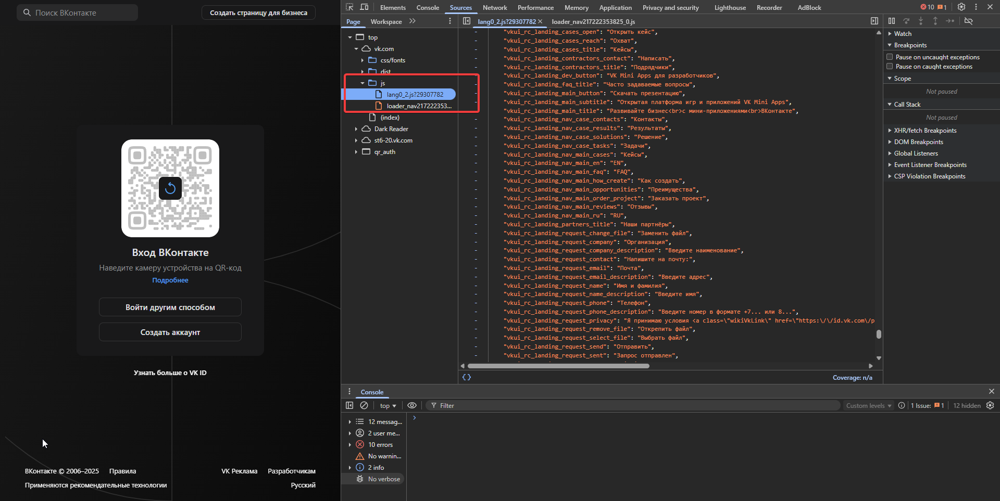 Поиск ВКонтакте
Создать страницу для бизнеса
Вход ВКонтакте
Наведите камеру устройства на QR-код
Подробнее
Войти другим способом
Создать аккаунт
Узнать больше о VK ID
ВКонтакте © 2006–2025 Правила VK Реклама Разработчикам
Применяются рекомендательные технологии Русский
Elements Console Sources Network Performance Memory Application Privacy and security Lighthouse Recorder AdBlock 10 1
Page Workspace
top
vk.com
css/fonts
dist
js
lang0_2.js?29307782
loader_nav217222353...
(index)
Dark Reader
st6-20.vk.com
qr_auth
lang0_2.js?29307782 loader_nav217222353825_0.js
"vkui_rc_landing_cases_open": "Открыть кейс",
"vkui_rc_landing_cases_reach": "Охват",
"vkui_rc_landing_cases_title": "Кейсы",
"vkui_rc_landing_contractors_contact": "Написать",
"vkui_rc_landing_contractors_title": "Подрядчики",
"vkui_rc_landing_dev_button": "VK Mini Apps для разработчиков",
"vkui_rc_landing_faq_title": "Часто задаваемые вопросы",
"vkui_rc_landing_main_button": "Скачать презентацию",
"vkui_rc_landing_main_subtitle": "Открытая платформа игр и приложений VK Mini Apps",
"vkui_rc_landing_main_title": "Развивайте бизнес<br>с мини-приложениями<br>ВКонтакте",
"vkui_rc_landing_nav_case_contacts": "Контакты",
"vkui_rc_landing_nav_case_results": "Результаты",
"vkui_rc_landing_nav_case_solutions": "Решение",
"vkui_rc_landing_nav_case_tasks": "Задачи",
"vkui_rc_landing_nav_main_cases": "Кейсы",
"vkui_rc_landing_nav_main_en": "EN",
"vkui_rc_landing_nav_main_faq": "FAQ",
"vkui_rc_landing_nav_main_how_create": "Как создать",
"vkui_rc_landing_nav_main_opportunities": "Преимущества",
"vkui_rc_landing_nav_main_order_project": "Заказать проект",
"vkui_rc_landing_nav_main_reviews": "Отзывы",
"vkui_rc_landing_nav_main_ru": "RU",
"vkui_rc_landing_partners_title": "Наши партнёры",
"vkui_rc_landing_request_change_file": "Заменить файл",
"vkui_rc_landing_request_company": "Организация",
"vkui_rc_landing_request_company_description": "Введите наименование",
"vkui_rc_landing_request_contact": "Напишите на почту:",
"vkui_rc_landing_request_email": "Почта",
"vkui_rc_landing_request_email_description": "Введите адрес",
"vkui_rc_landing_request_name": "Имя и фамилия",
"vkui_rc_landing_request_name_description": "Введите имя",
"vkui_rc_landing_request_phone": "Телефон",
"vkui_rc_landing_request_phone_description": "Введите номер в формате +7... или 8...",
"vkui_rc_landing_request_privacy": "Я принимаю условия <a class=\"wikiVkLink\" href=\"https:\/\/id.vk.com\/p
"vkui_rc_landing_request_remove_file": "Открепить файл",
"vkui_rc_landing_request_select_file": "Выбрать файл",
"vkui_rc_landing_request_send": "Отправить",
"vkui_rc_landing_request_sent": "Запрос отправлен",
{} Coverage: n/a
Watch
Breakpoints
Pause on uncaught exceptions
Pause on caught exceptions
Scope
Not paused
Call Stack
Not paused
XHR/fetch Breakpoints
DOM Breakpoints
Global Listeners
Event Listener Breakpoints
CSP Violation Breakpoints
Console
top Filter Custom levels 1 Issue: 1 12 hidden
12 messag...
2 user me...
10 errors
No warnin...
2 info
No verbose